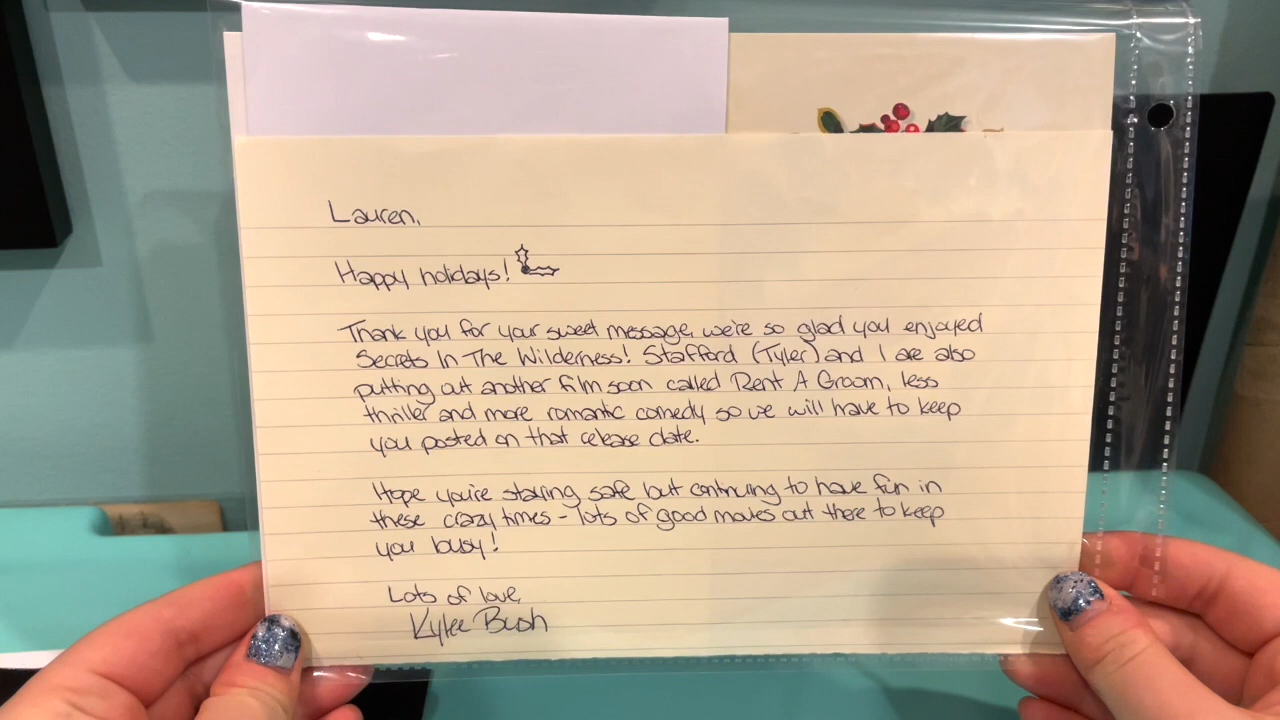 Lauren,
Happy holidays!
Thank you for your sweet message, we're so glad you enjoyed
Secrets In The Wilderness! Stafford (Tyler) and I are also
putting out another film soon called Rent A Groom, less
thriller and more romantic comedy so we will have to keep
you posted on that release date.
Hope you're staying safe but continuing to have fun in
these crazy times - lots of good movies out there to keep
you busy!
Lots of love,
Kylee Bush